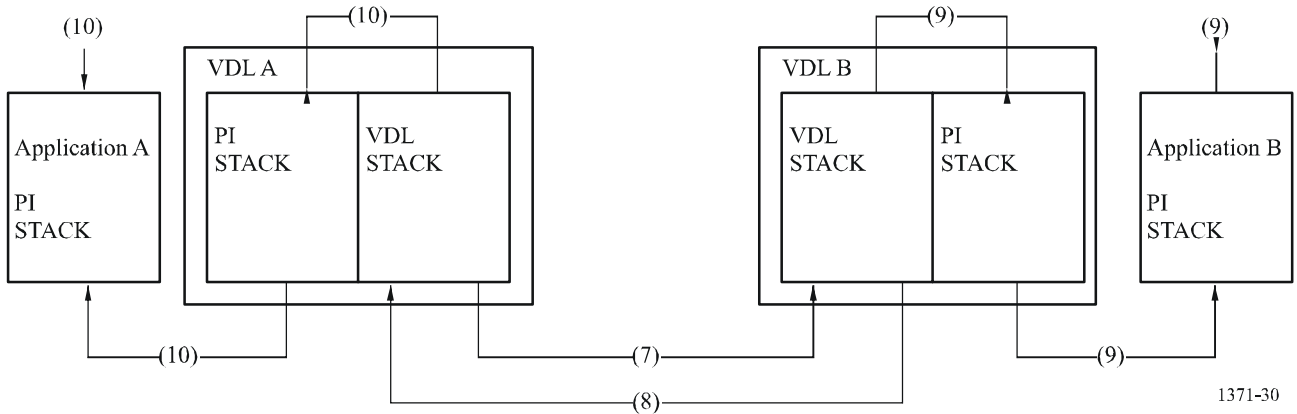 (10)
(9)
(10)
(9)
VDL A
VDL B
Application A
PI
STACK
PI
STACK
VDL
STACK
VDL
STACK
PI
STACK
Application B
PI
STACK
(10)
(7)
(9)
(8)
1371-30